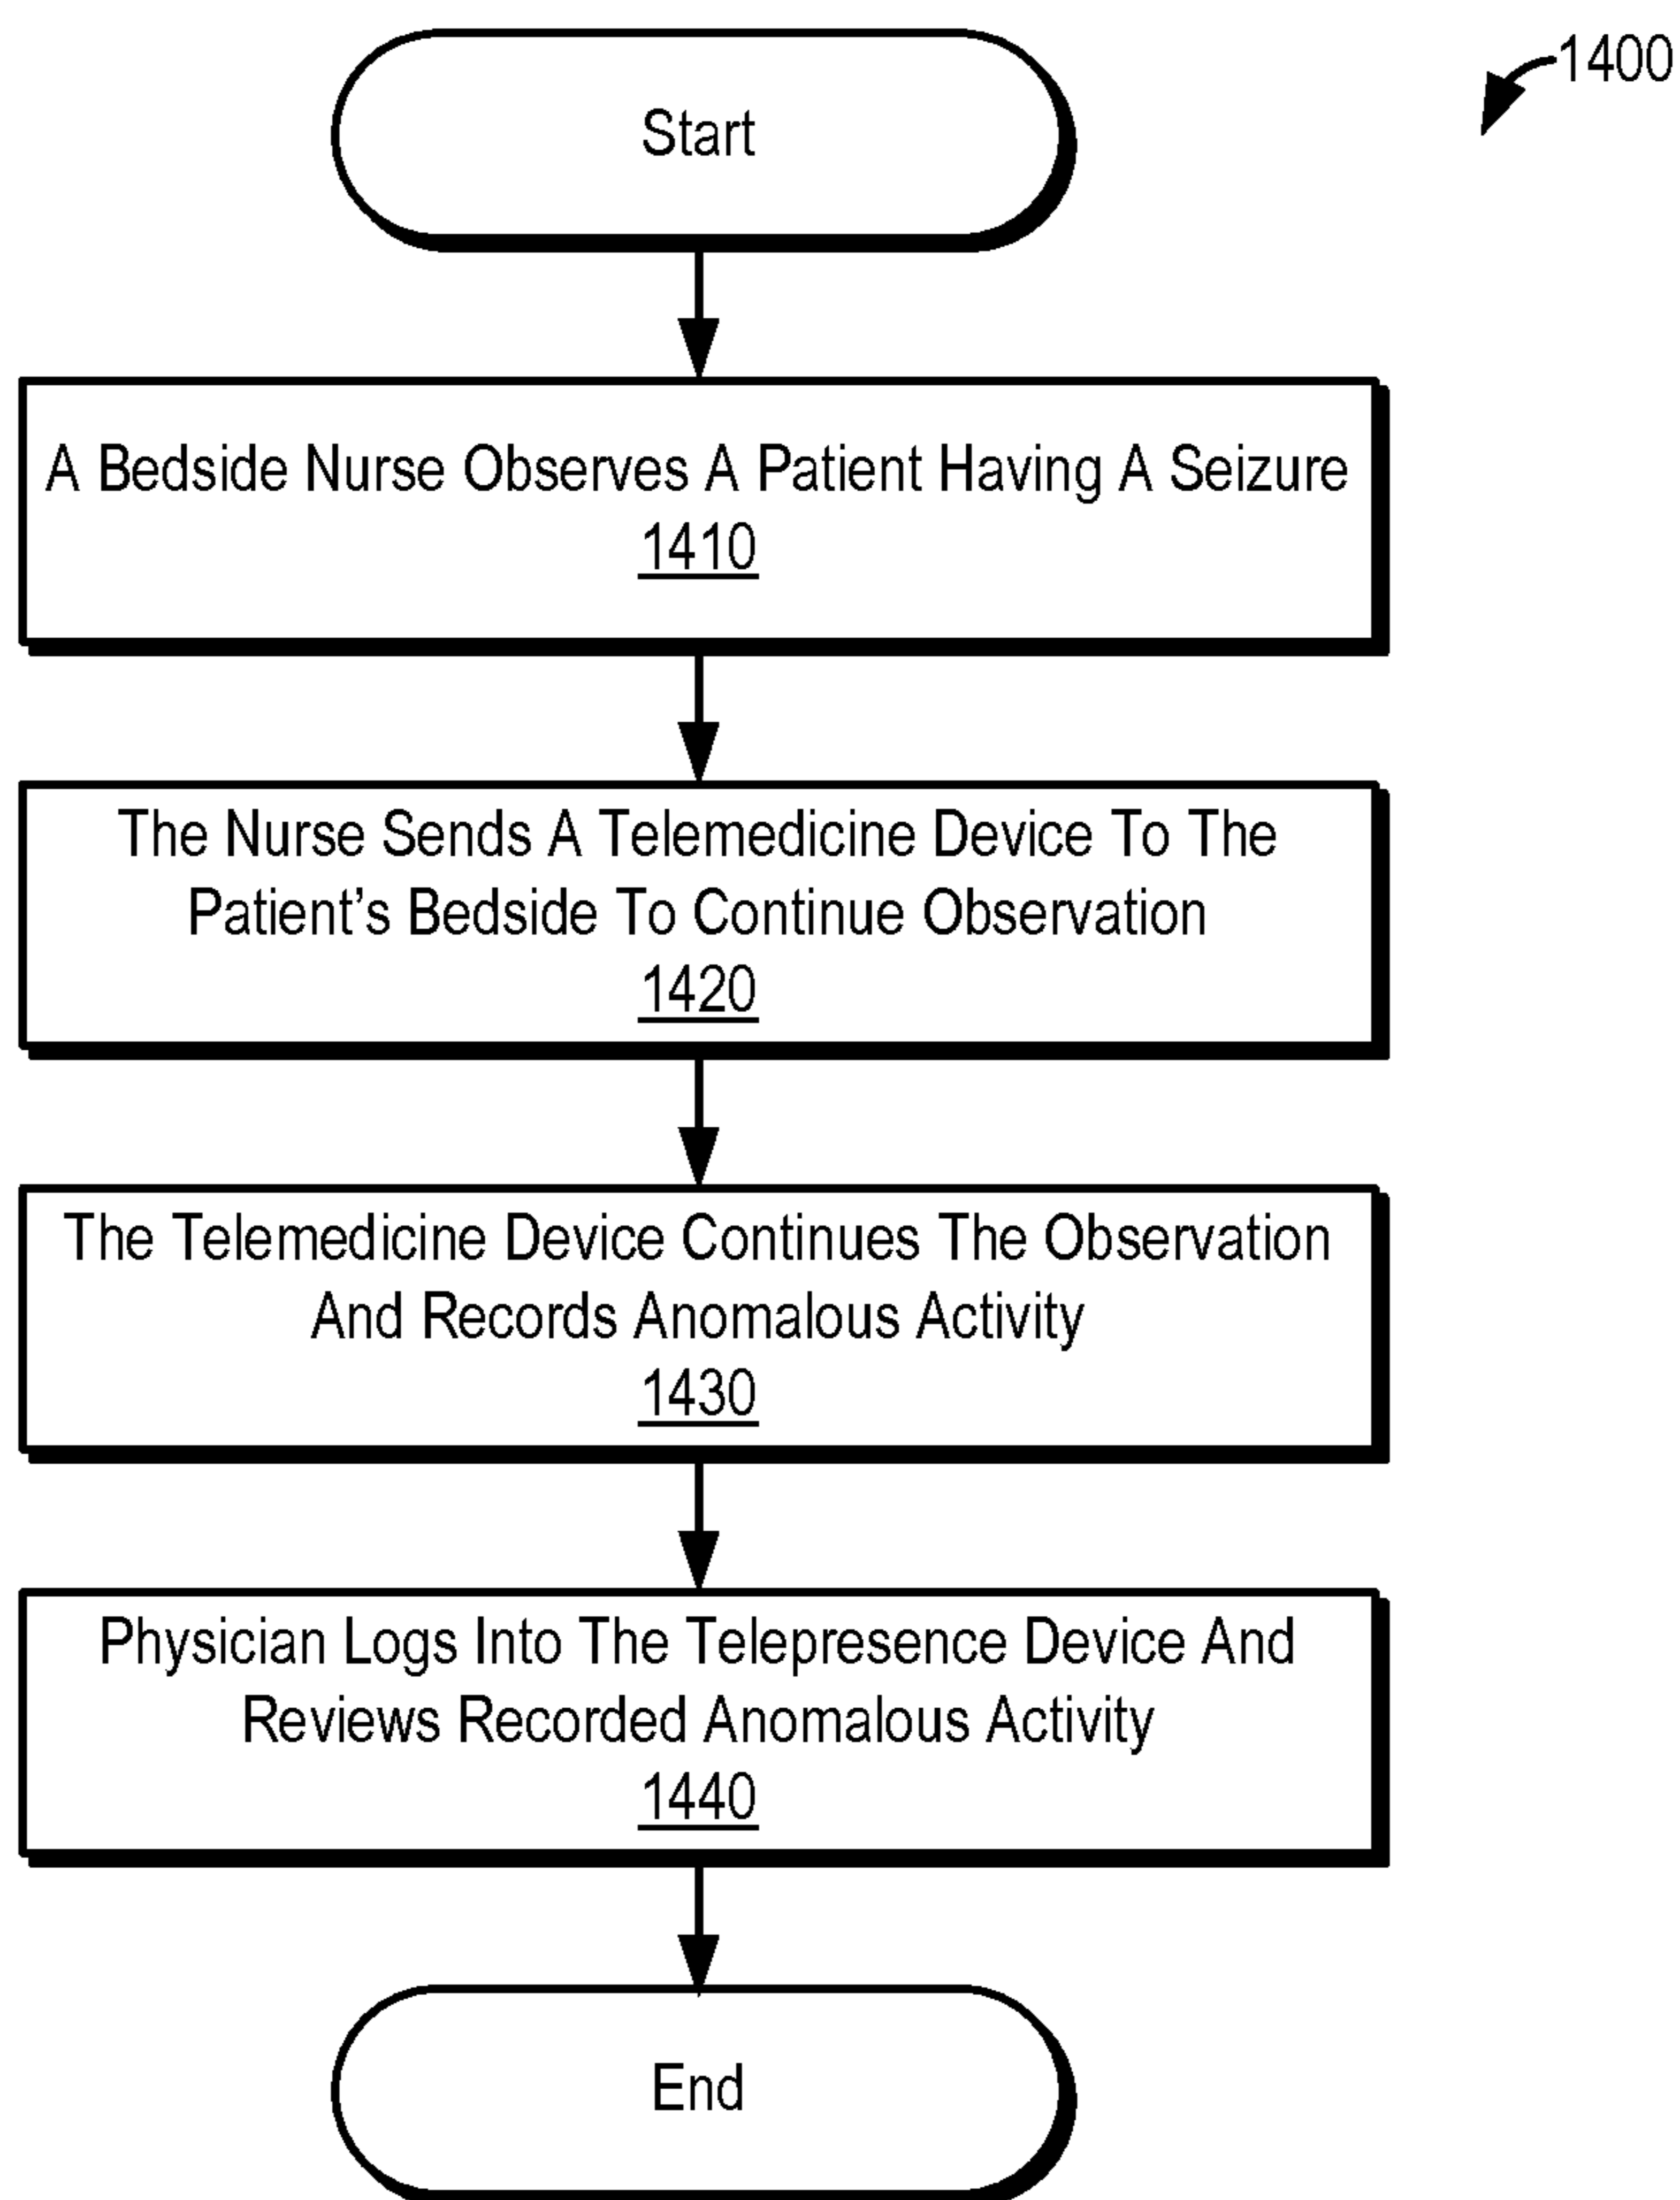 1400
Start
A Bedside Nurse Observes A Patient Having A Seizure
1410
The Nurse Sends A Telemedicine Device To The
Patient's Bedside To Continue Observation
1420
The Telemedicine Device Continues The Observation
And Records Anomalous Activity
1430
Physician Logs Into The Telepresence Device And
Reviews Recorded Anomalous Activity
1440
End